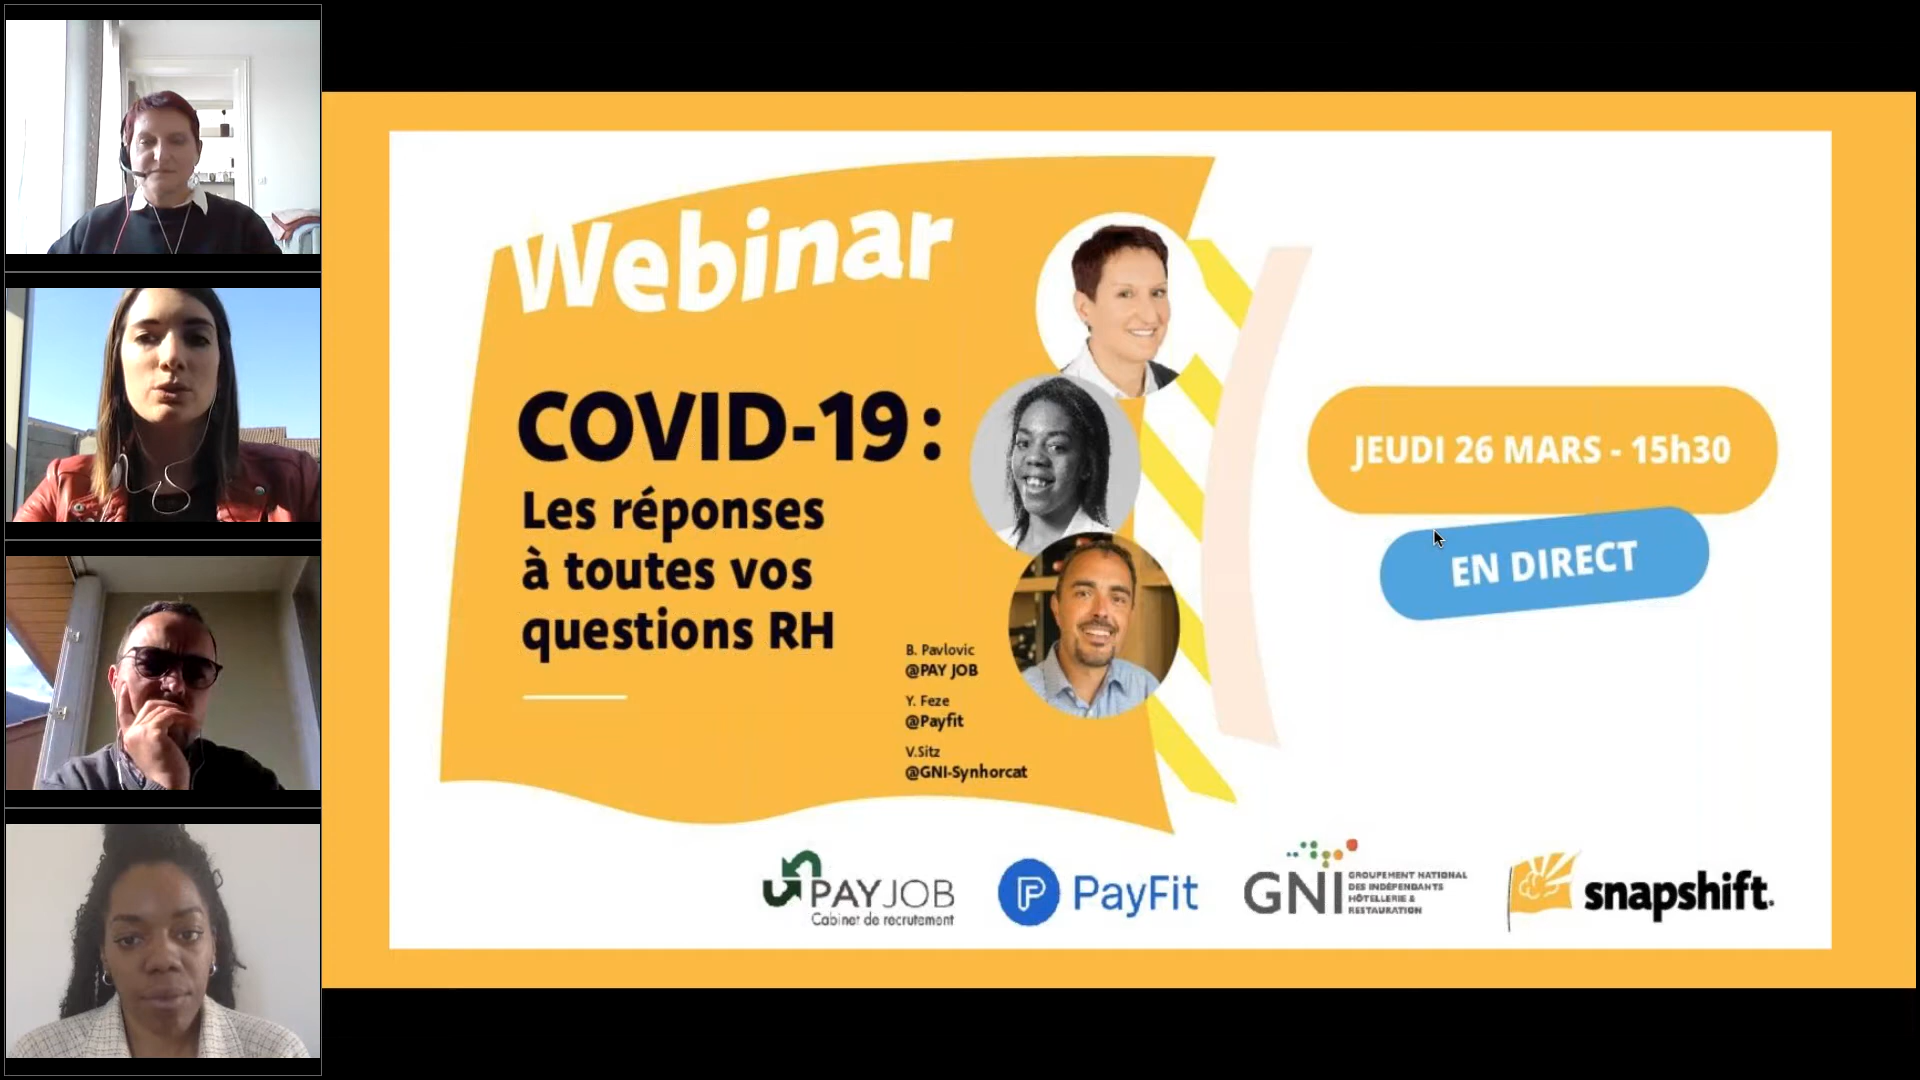 Webinar
COVID-19 :
Les réponses
à toutes vos
questions RH
B. Pavlovic
@PAY JOB
Y. Feze
@Payfit
V.Sitz
@GNI-Synhorcat
JEUDI 26 MARS - 15h30
EN DIRECT
PAYJOB
Cabinet de recrutement
PayFit
GNI
GROUPEMENT NATIONAL
DES INDÉPENDANTS
HÔTELLERIE &
RESTAURATION
snapshift.